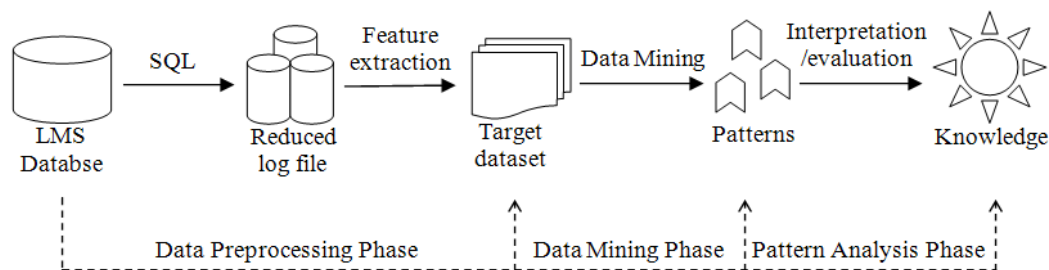 SQL
Feature
extraction
Data Mining
Interpretation
/evaluation
LMS
Databse
Reduced
log file
Target
dataset
Patterns
Knowledge
Data Preprocessing Phase
Data Mining Phase
Pattern Analysis Phase